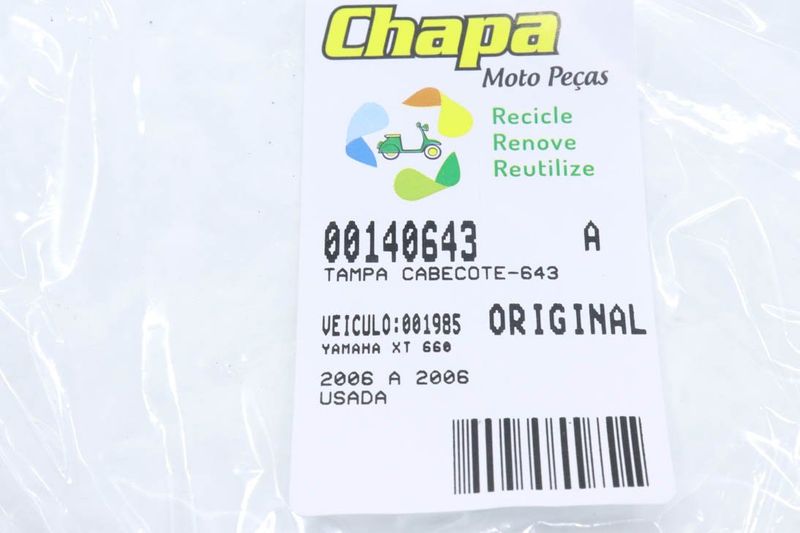 Chapa
Moto Peças
Recicle
Renove
Reutilize
00140643 A
TAMPA CABECOTE-643
VEICULO:001985 ORIGINAL
YAMAHA XT 660
2006 A 2006
USADA